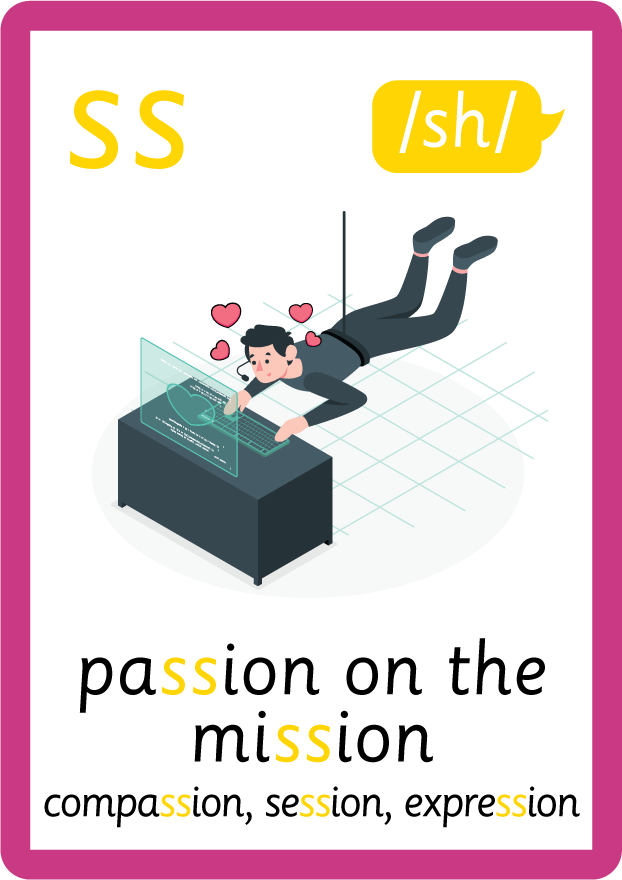 ss
/sh/
passion on the
mission
compassion, session, expression